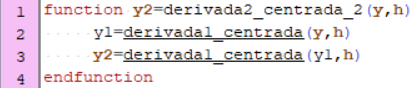 1 function y2=derivada2_centrada_2(y,h)
2 y1=derivada1_centrada(y,h)
3 y2=derivada1_centrada(y1,h)
4 endfunction